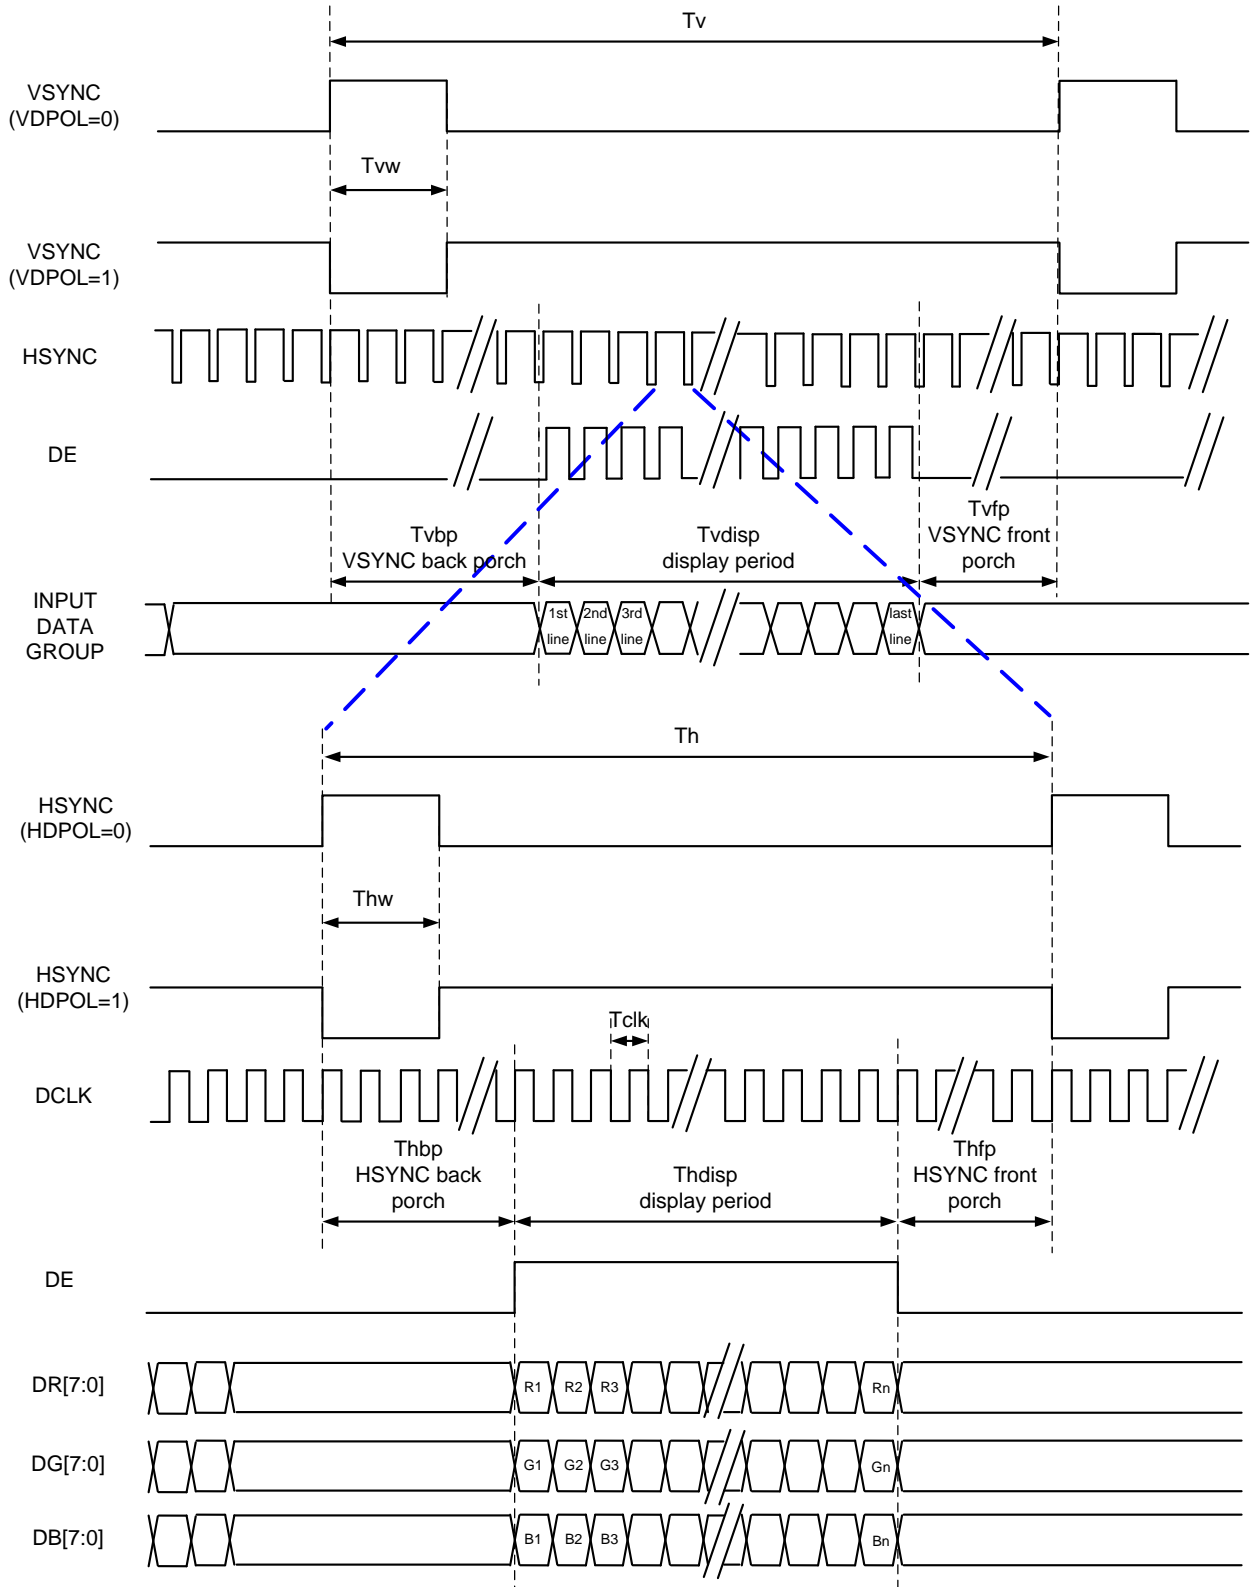 Tv
VSYNC
(VDPOL=0)
Tvw
VSYNC
(VDPOL=1)
HSYNC
DE
Tvbp
VSYNC back porch
Tvdisp
display period
Tvfp
VSYNC front
porch
INPUT
DATA
GROUP
1st
line
2nd
line
3rd
line
last
line
Th
HSYNC
(HDPOL=0)
Thw
HSYNC
(HDPOL=1)
Tclk
DCLK
Thbp
HSYNC back
porch
Thdisp
display period
Thfp
HSYNC front
porch
DE
DR[7:0]
R1 R2 R3 Rn
DG[7:0]
G1 G2 G3 Gn
DB[7:0]
B1 B2 B3 Bn